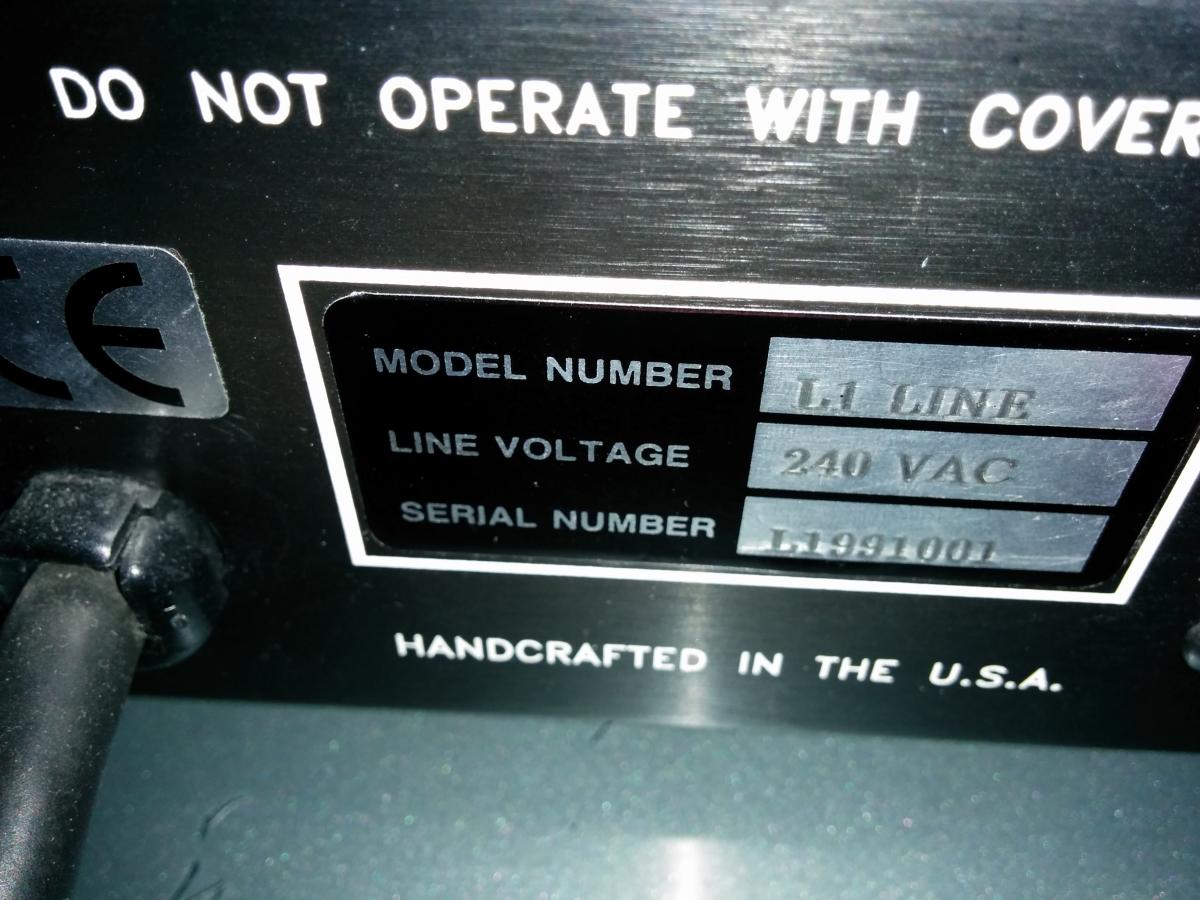 DO NOT OPERATE WITH COVER
CE
MODEL NUMBER L1 LINE
LINE VOLTAGE 240 VAC
SERIAL NUMBER L1991001
HANDCRAFTED IN THE U.S.A.